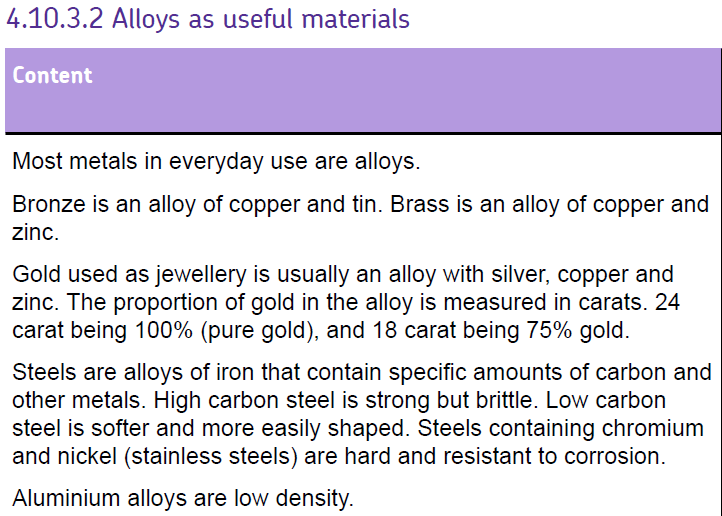 4.10.3.2 Alloys as useful materials
Content
Most metals in everyday use are alloys.
Bronze is an alloy of copper and tin. Brass is an alloy of copper and
zinc.
Gold used as jewellery is usually an alloy with silver, copper and
zinc. The proportion of gold in the alloy is measured in carats. 24
carat being 100% (pure gold), and 18 carat being 75% gold.
Steels are alloys of iron that contain specific amounts of carbon and
other metals. High carbon steel is strong but brittle. Low carbon
steel is softer and more easily shaped. Steels containing chromium
and nickel (stainless steels) are hard and resistant to corrosion.
Aluminium alloys are low density.